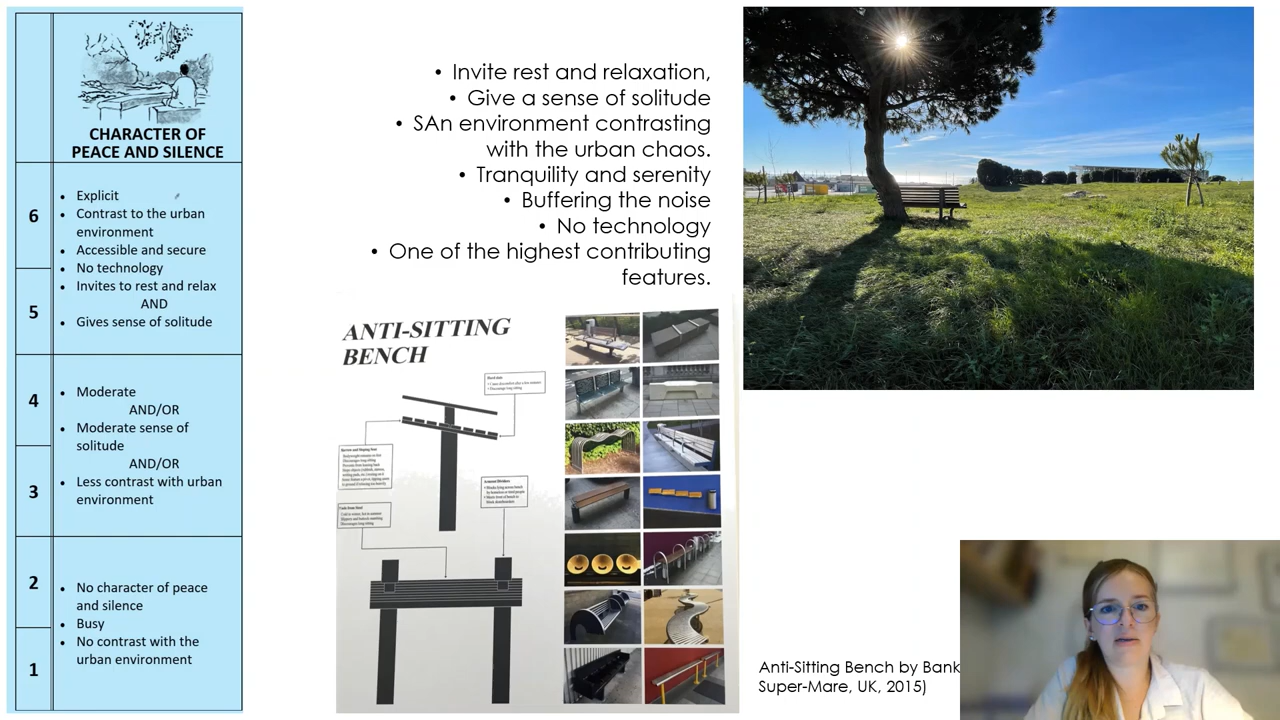 CHARACTER OF
PEACE AND SILENCE
6
5
• Explicit
• Contrast to the urban
environment
• Accessible and secure
• No technology
• Invites to rest and relax
AND
• Gives sense of solitude
4
3
• Moderate
AND/OR
• Moderate sense of
solitude
AND/OR
• Less contrast with urban
environment
2
1
• No character of peace
and silence
• Busy
• No contrast with the
urban environment
• Invite rest and relaxation,
• Give a sense of solitude
• SAn environment contrasting
with the urban chaos.
• Tranquility and serenity
• Buffering the noise
• No technology
• One of the highest contributing
features.
ANTI-SITTING
BENCH
Anti-Sitting Bench by Bank
Super-Mare, UK, 2015)